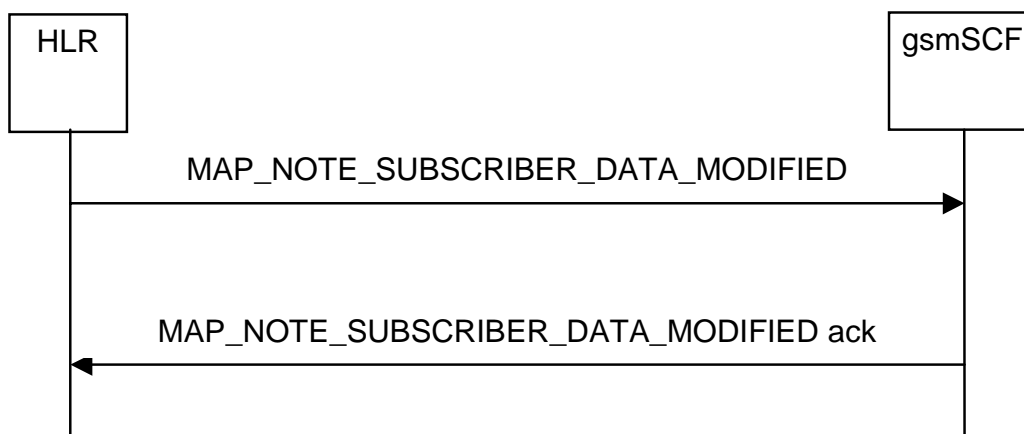 HLR
gsmSCF
MAP_NOTE_SUBSCRIBER_DATA_MODIFIED
MAP_NOTE_SUBSCRIBER_DATA_MODIFIED ack